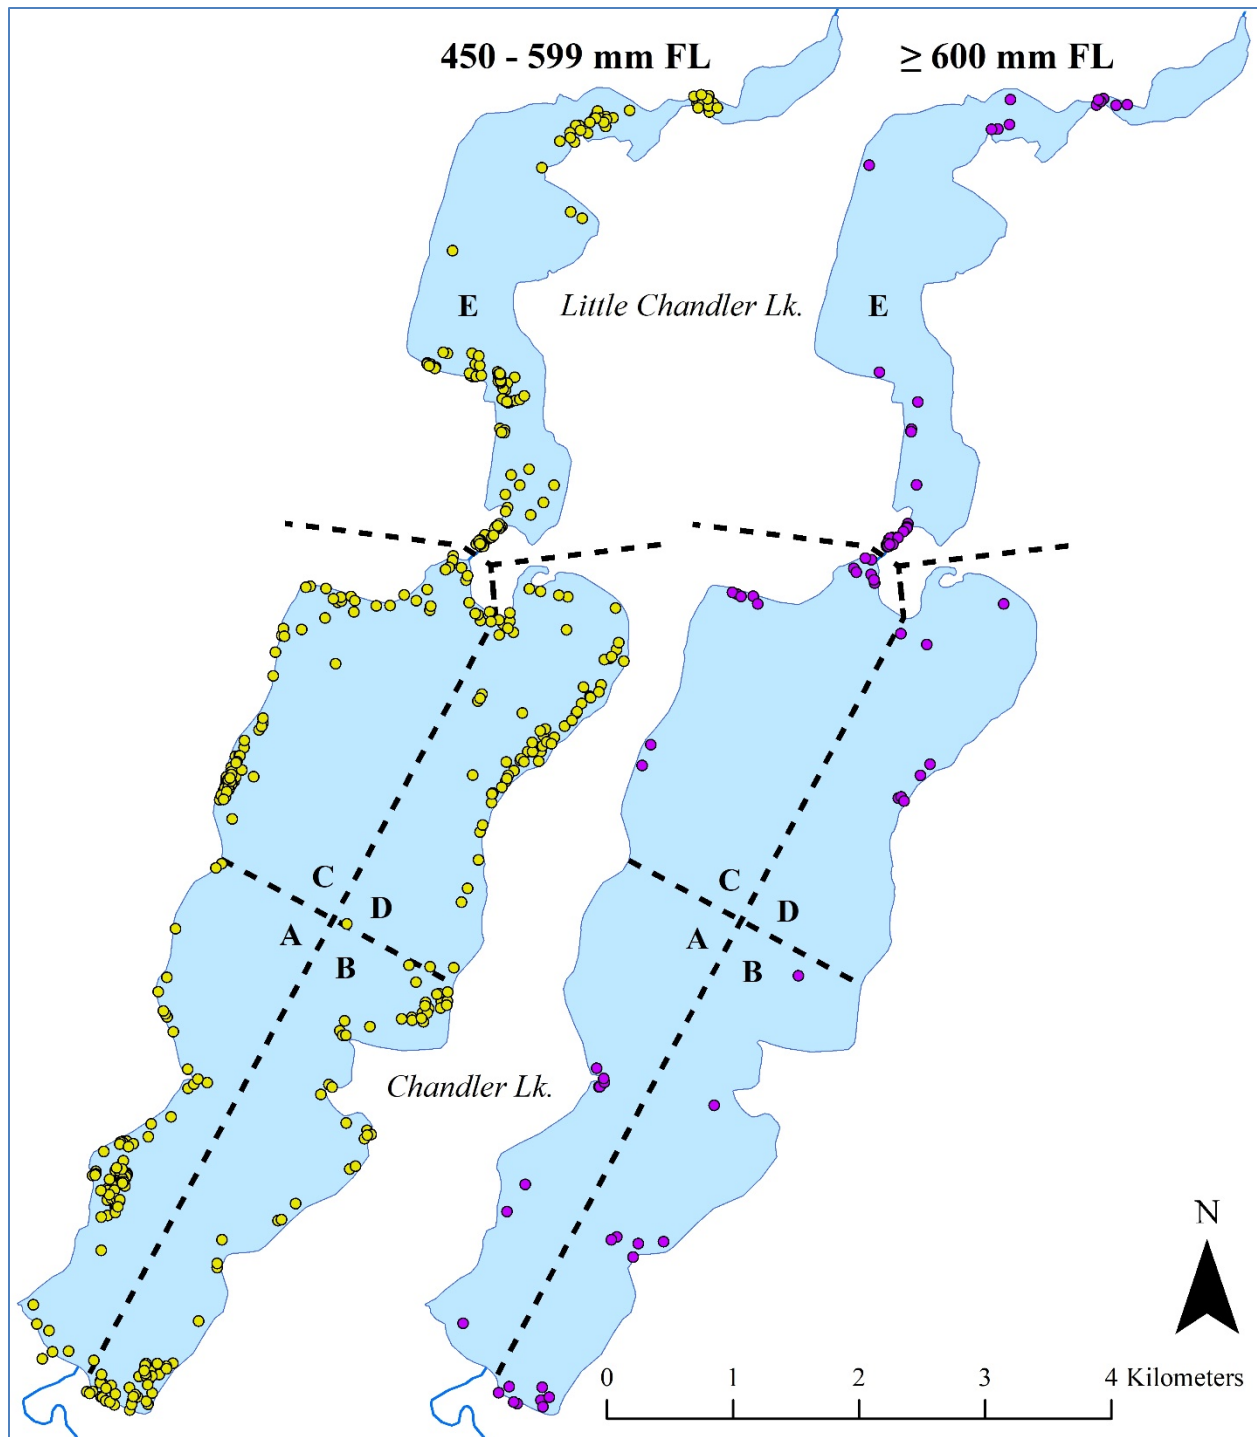 450 - 599 mm FL
≥ 600 mm FL
E
Little Chandler Lk.
E
C
D
A
B
C
D
A
B
Chandler Lk.
N
0 1 2 3 4 Kilometers